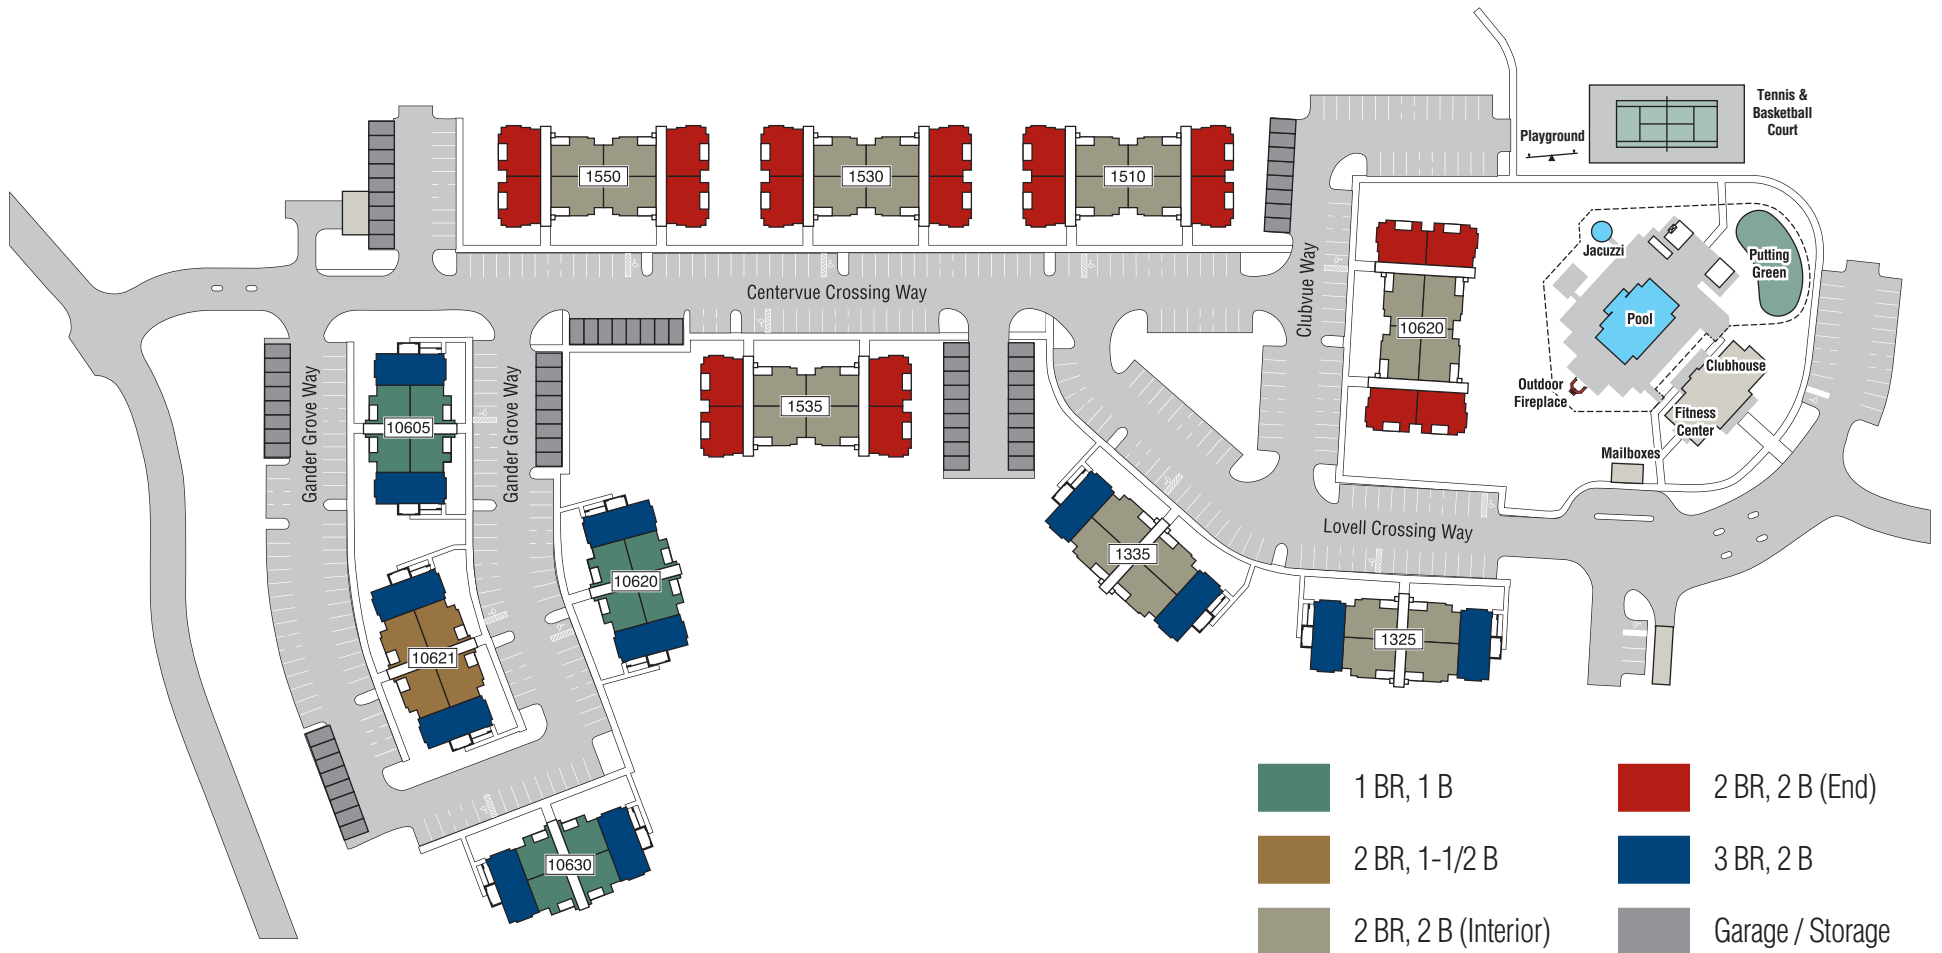 Tennis &
Basketball
Court
Playground
1550
1530
1510
Jacuzzi
Putting
Green
Centervue Crossing Way
Clubvue Way
10620
Pool
Clubhouse
Outdoor
Fireplace
Fitness
Center
Mailboxes
Gander Grove Way
10605
Gander Grove Way
1535
Lovell Crossing Way
1335
10620
1325
10621
10630
1 BR, 1 B
2 BR, 2 B (End)
2 BR, 1-1/2 B
3 BR, 2 B
2 BR, 2 B (Interior)
Garage / Storage